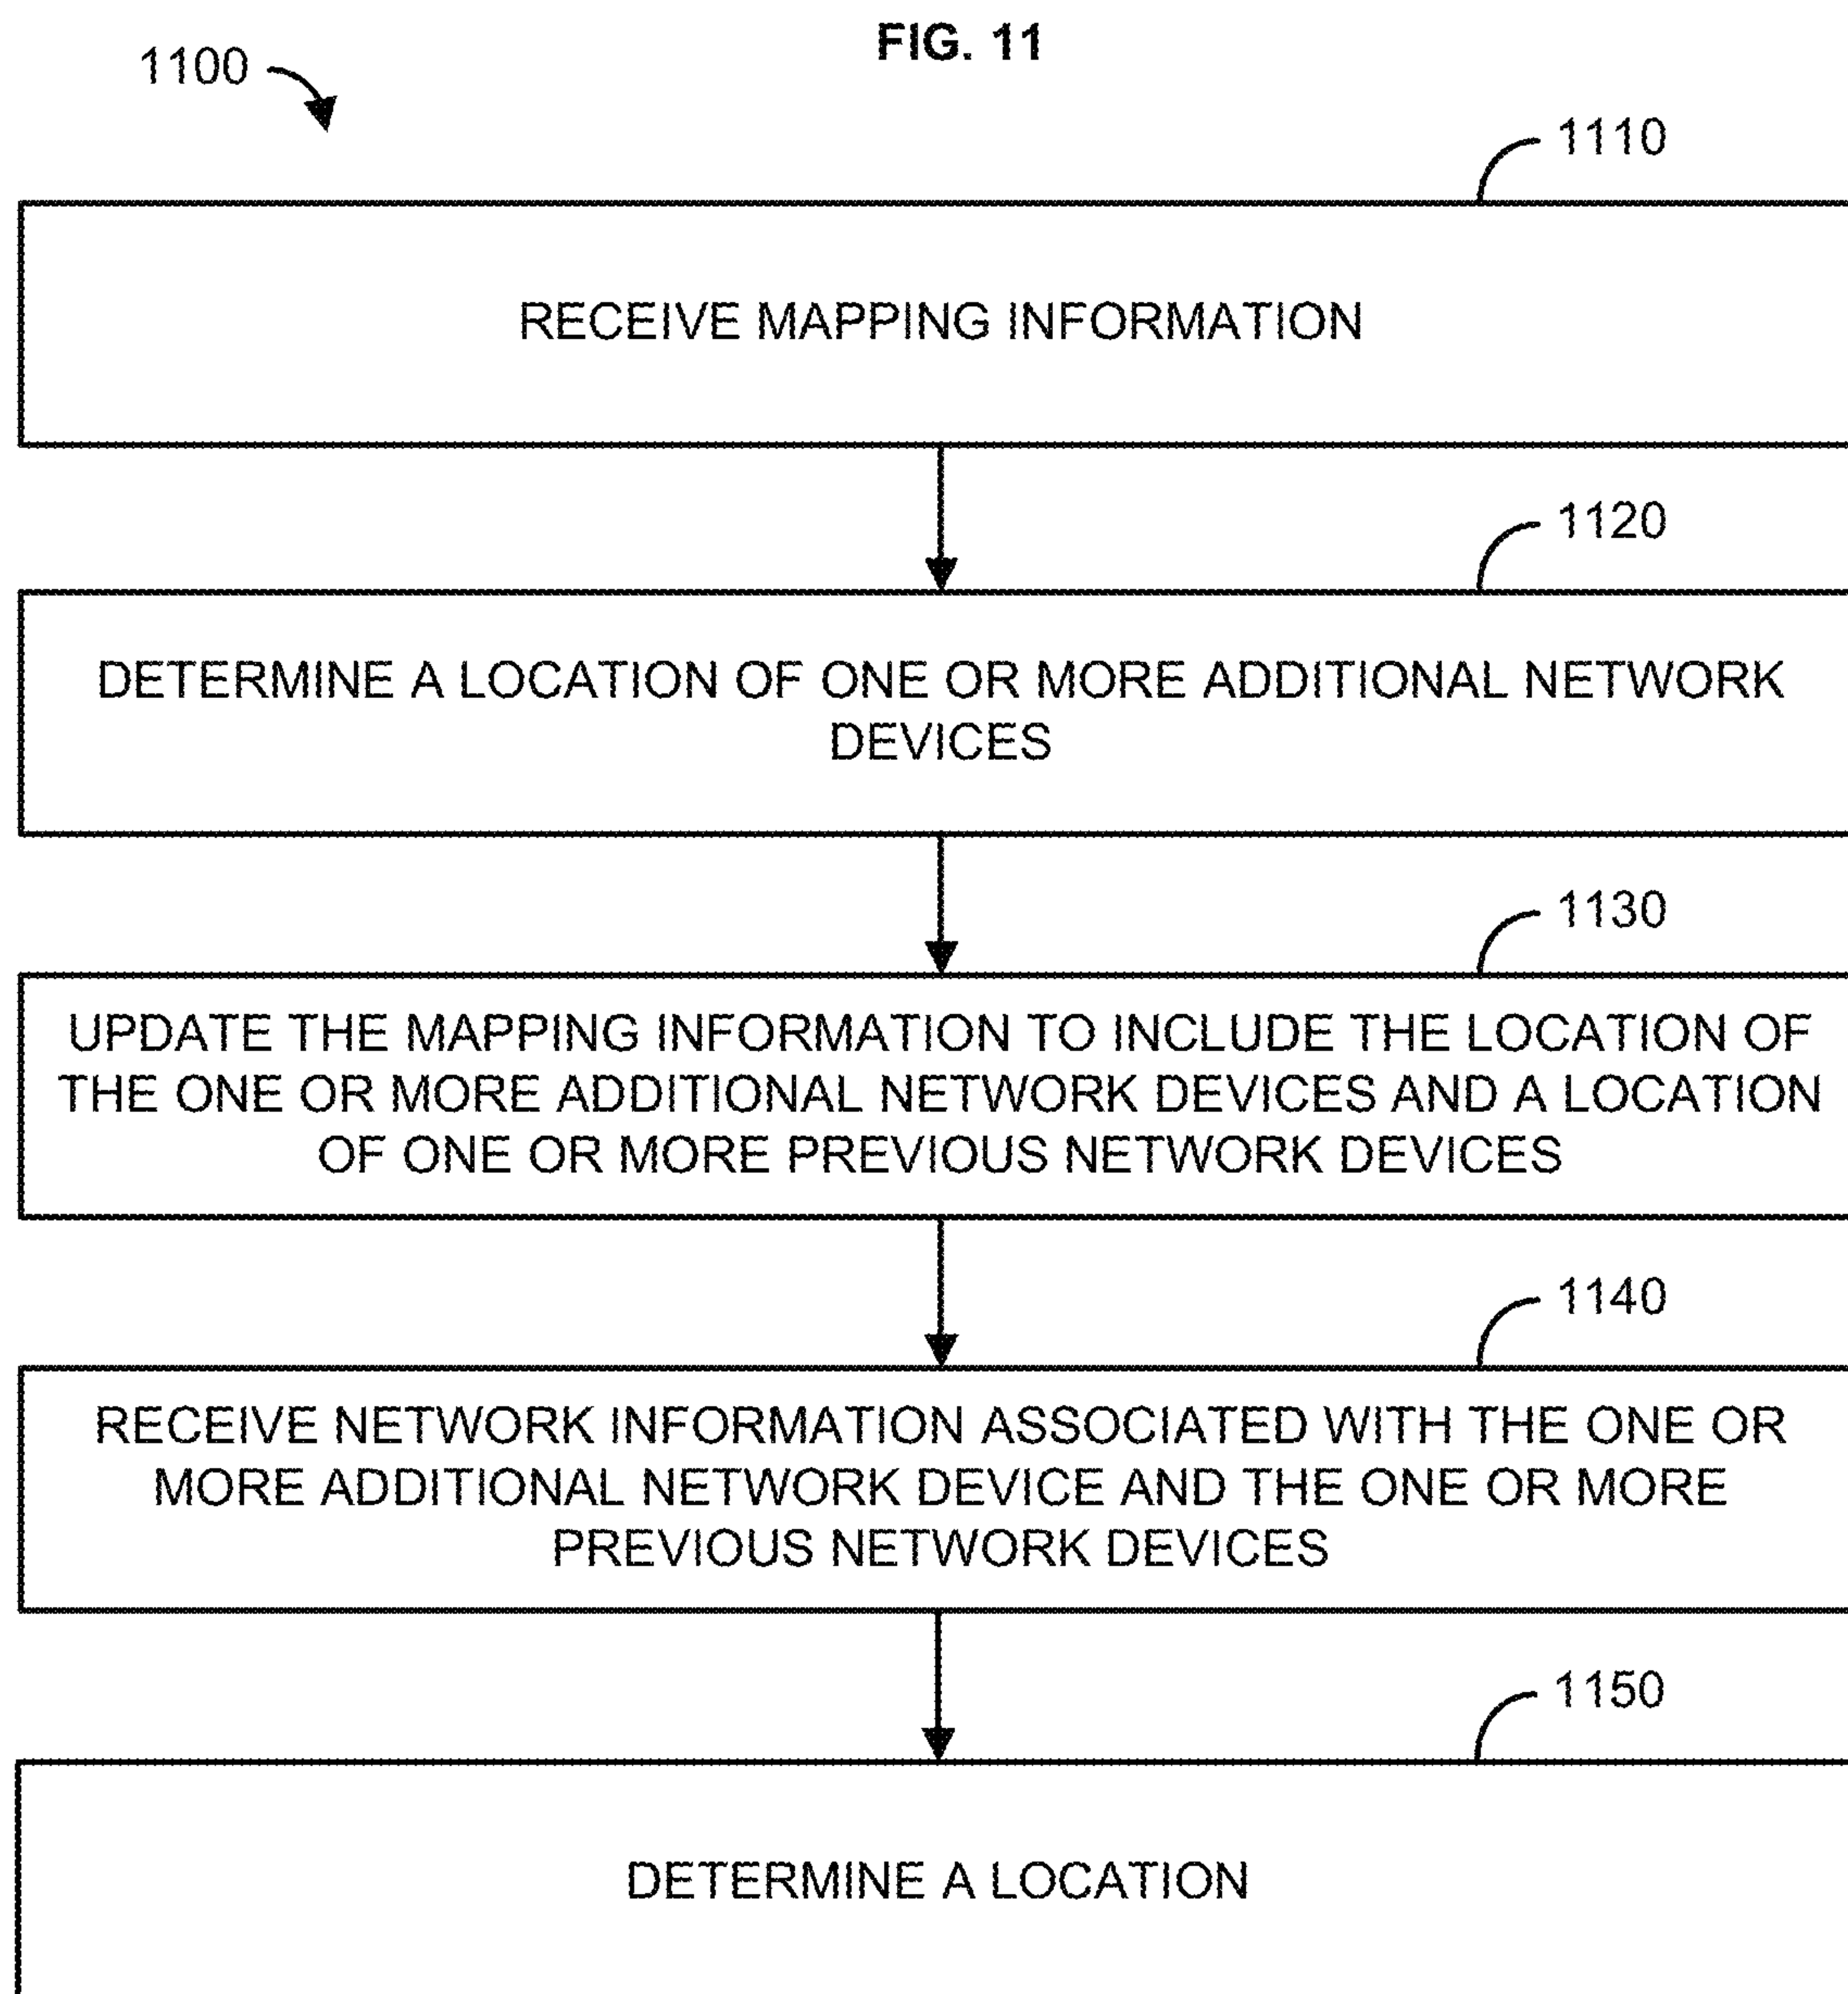 FIG. 11
1100
1110
RECEIVE MAPPING INFORMATION
1120
DETERMINE A LOCATION OF ONE OR MORE ADDITIONAL NETWORK
DEVICES
1130
UPDATE THE MAPPING INFORMATION TO INCLUDE THE LOCATION OF
THE ONE OR MORE ADDITIONAL NETWORK DEVICES AND A LOCATION
OF ONE OR MORE PREVIOUS NETWORK DEVICES
1140
RECEIVE NETWORK INFORMATION ASSOCIATED WITH THE ONE OR
MORE ADDITIONAL NETWORK DEVICE AND THE ONE OR MORE
PREVIOUS NETWORK DEVICES
1150
DETERMINE A LOCATION